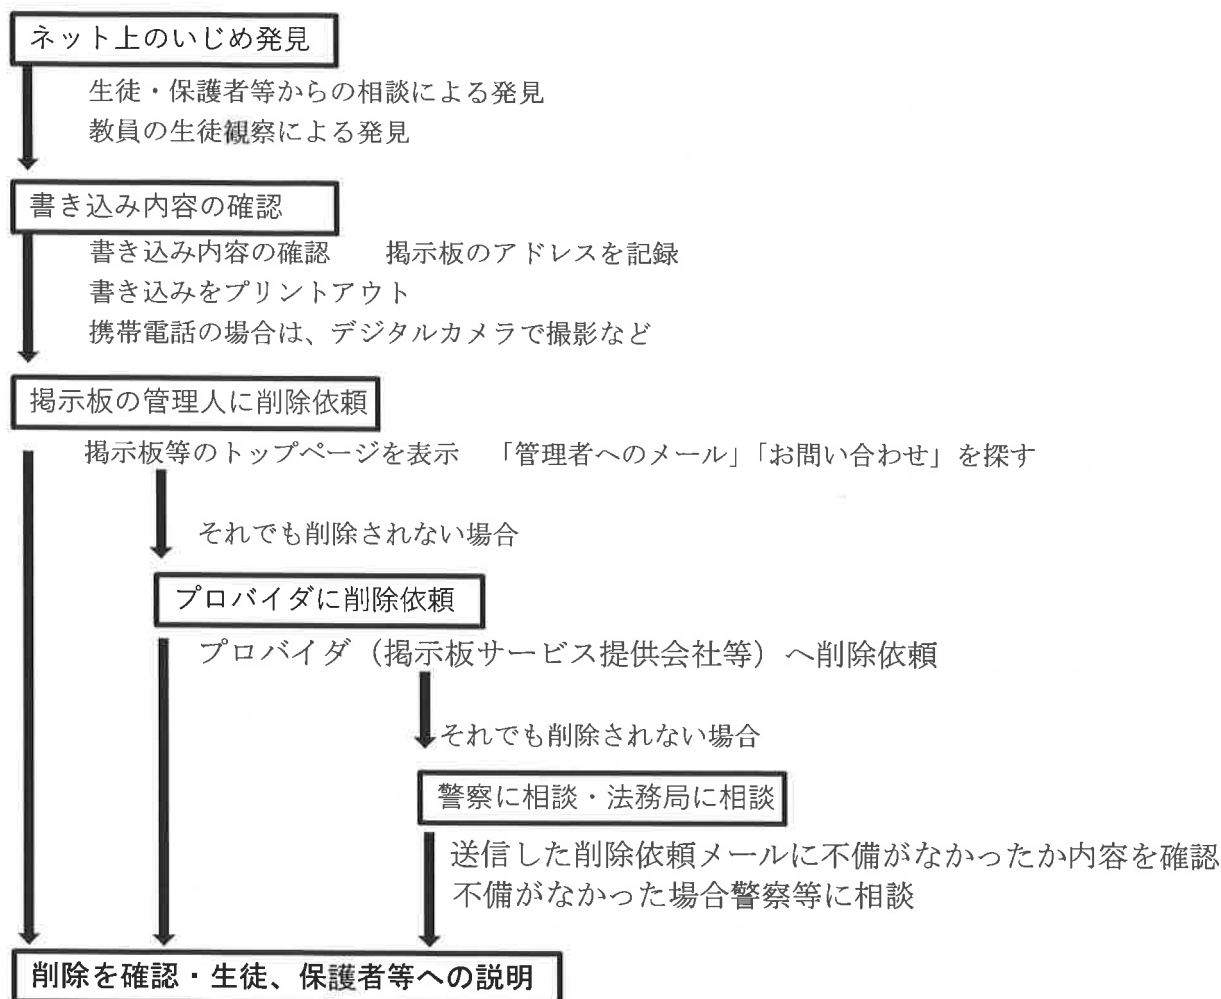 ネット上のいじめ発見
生徒・保護者等からの相談による発見
教員の生徒観察による発見
書き込み内容の確認
書き込み内容の確認　　掲示板のアドレスを記録
書き込みをプリントアウト
携帯電話の場合は、デジタルカメラで撮影など
掲示板の管理人に削除依頼
掲示板等のトップページを表示　「管理者へのメール」「お問い合わせ」を探す
それでも削除されない場合
プロバイダに削除依頼
プロバイダ（掲示板サービス提供会社等）へ削除依頼
それでも削除されない場合
警察に相談・法務局に相談
送信した削除依頼メールに不備がなかったか内容を確認
不備がなかった場合警察等に相談
削除を確認・生徒、保護者等への説明